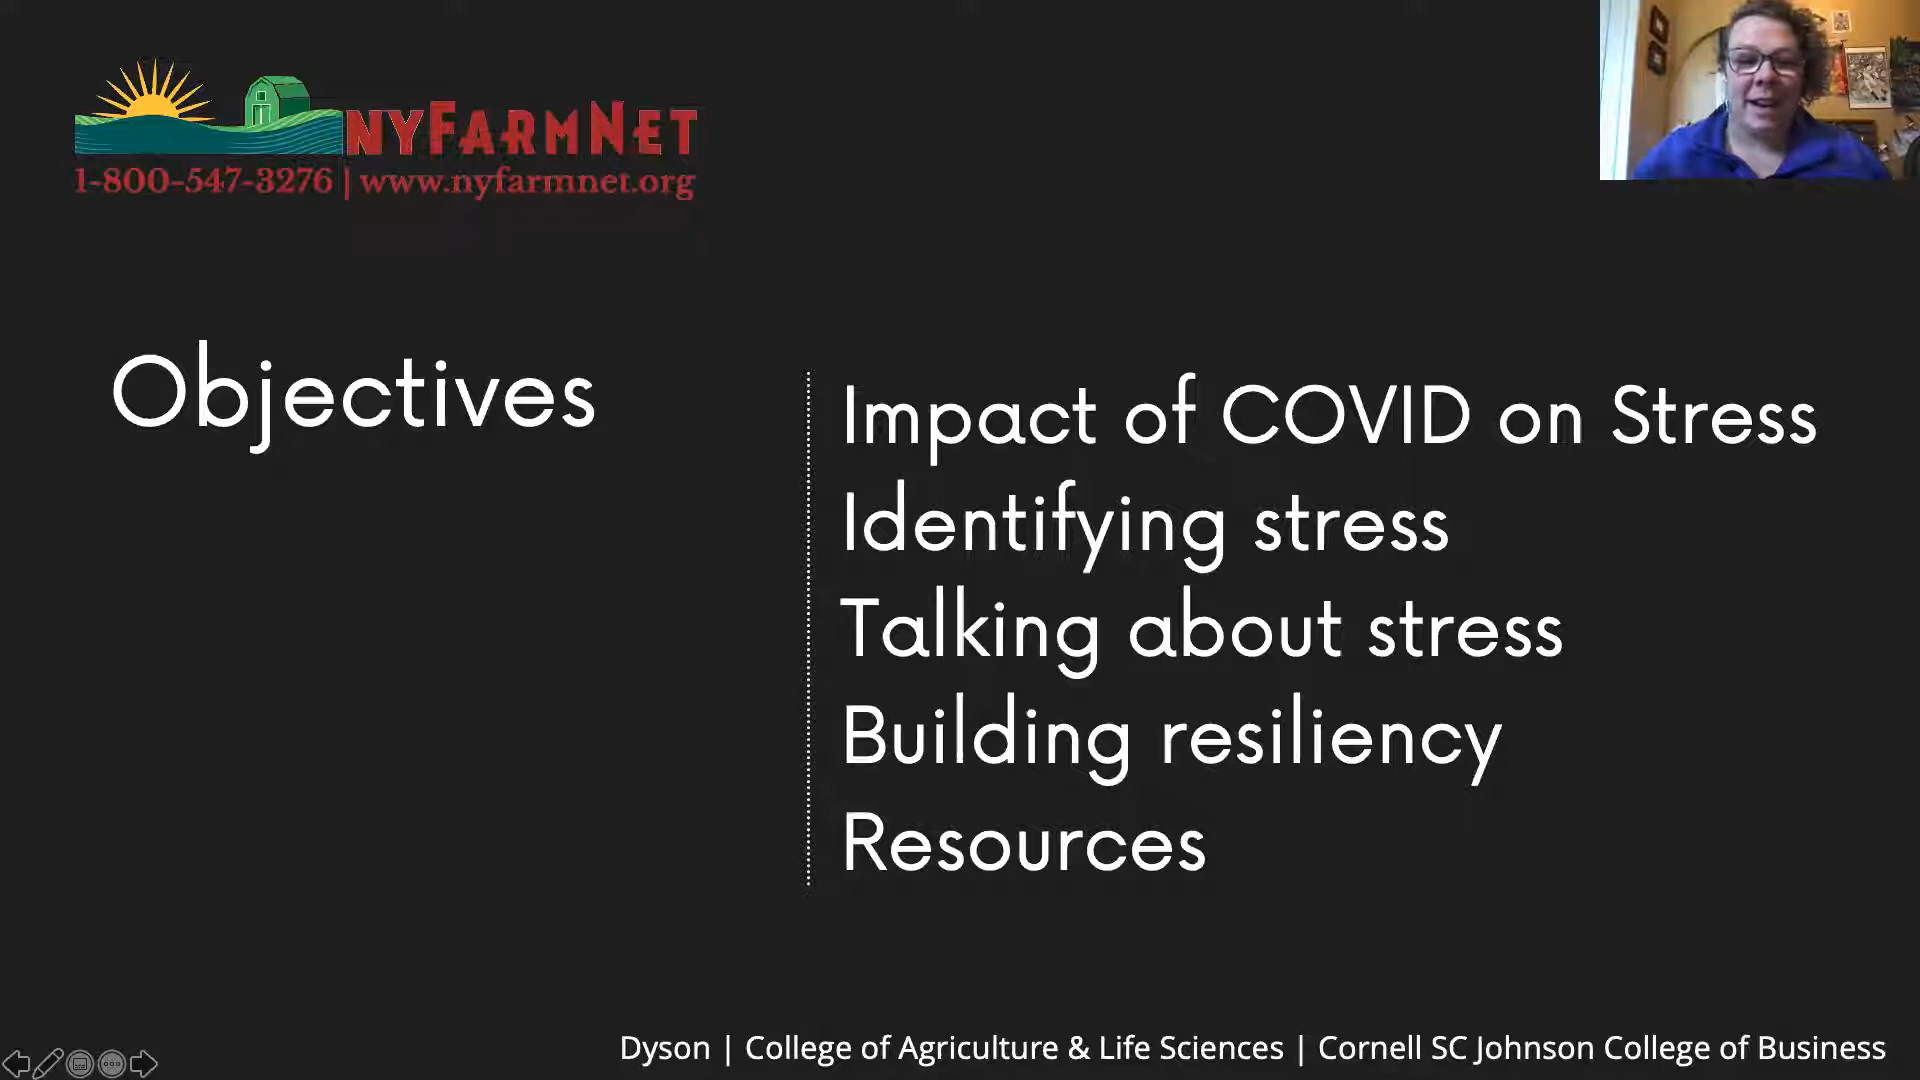 NYFARMNET
1-800-547-3276 | www.nyfarmnet.org
Objectives
Impact of COVID on Stress
Identifying stress
Talking about stress
Building resiliency
Resources
Dyson | College of Agriculture & Life Sciences | Cornell SC Johnson College of Business